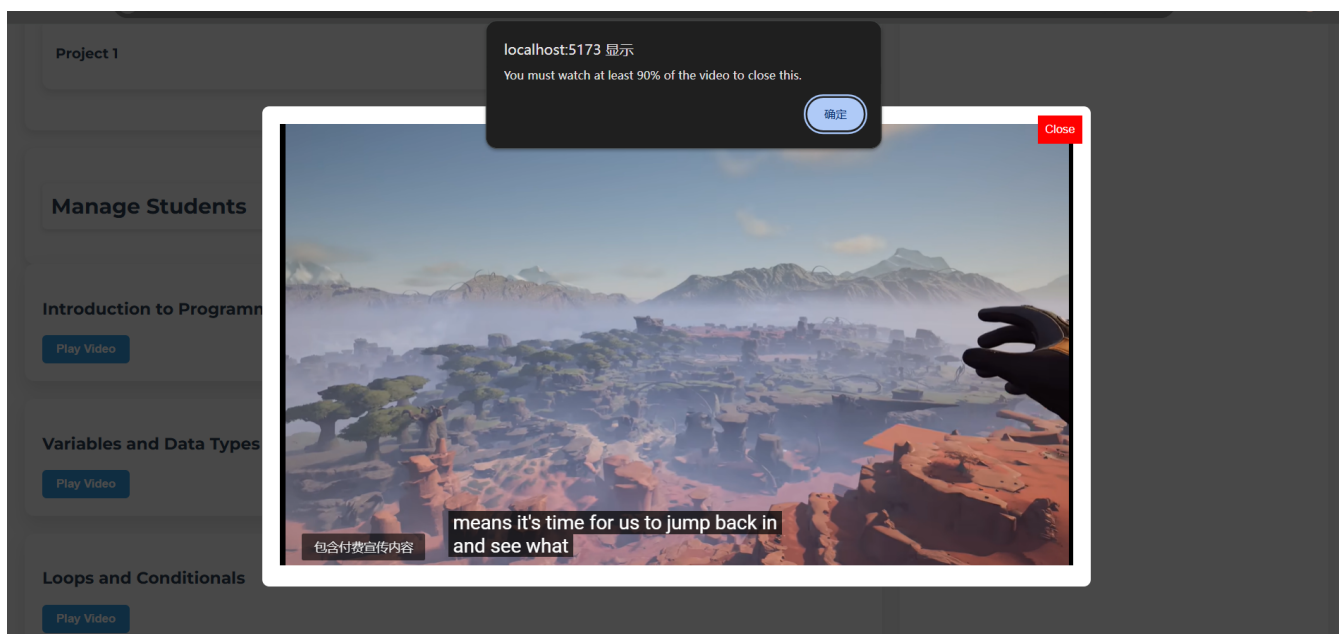 localhost:5173 显示
You must watch at least 90% of the video to close this.
确定
Project 1
Close
Manage Students
Introduction to Programm
Play Video
Variables and Data Types
Play Video
Loops and Conditionals
Play Video
means it's time for us to jump back in
and see what
包含付费宣传内容